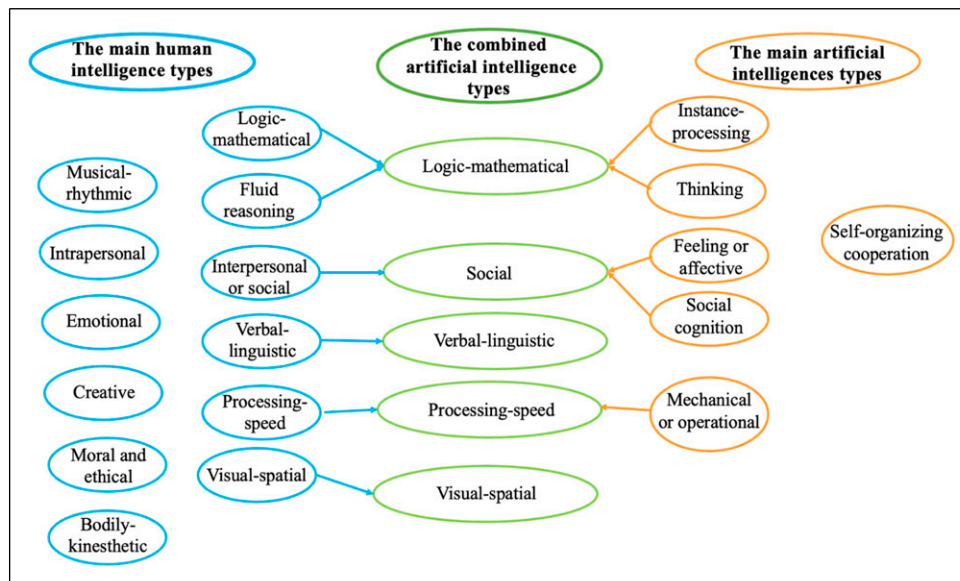 The main human
intelligence types
The combined
artificial intelligence
types
The main artificial
intelligences types
Logic-
mathematical
Fluid
reasoning
Musical-
rhythmic
Intrapersonal
Interpersonal
or social
Emotional
Verbal-
linguistic
Creative
Processing-
speed
Moral and
ethical
Visual-spatial
Bodily-
kinesthetic
Logic-mathematical
Social
Verbal-linguistic
Processing-speed
Visual-spatial
Instance-
processing
Thinking
Feeling or
affective
Social
cognition
Mechanical
or operational
Self-organizing
cooperation